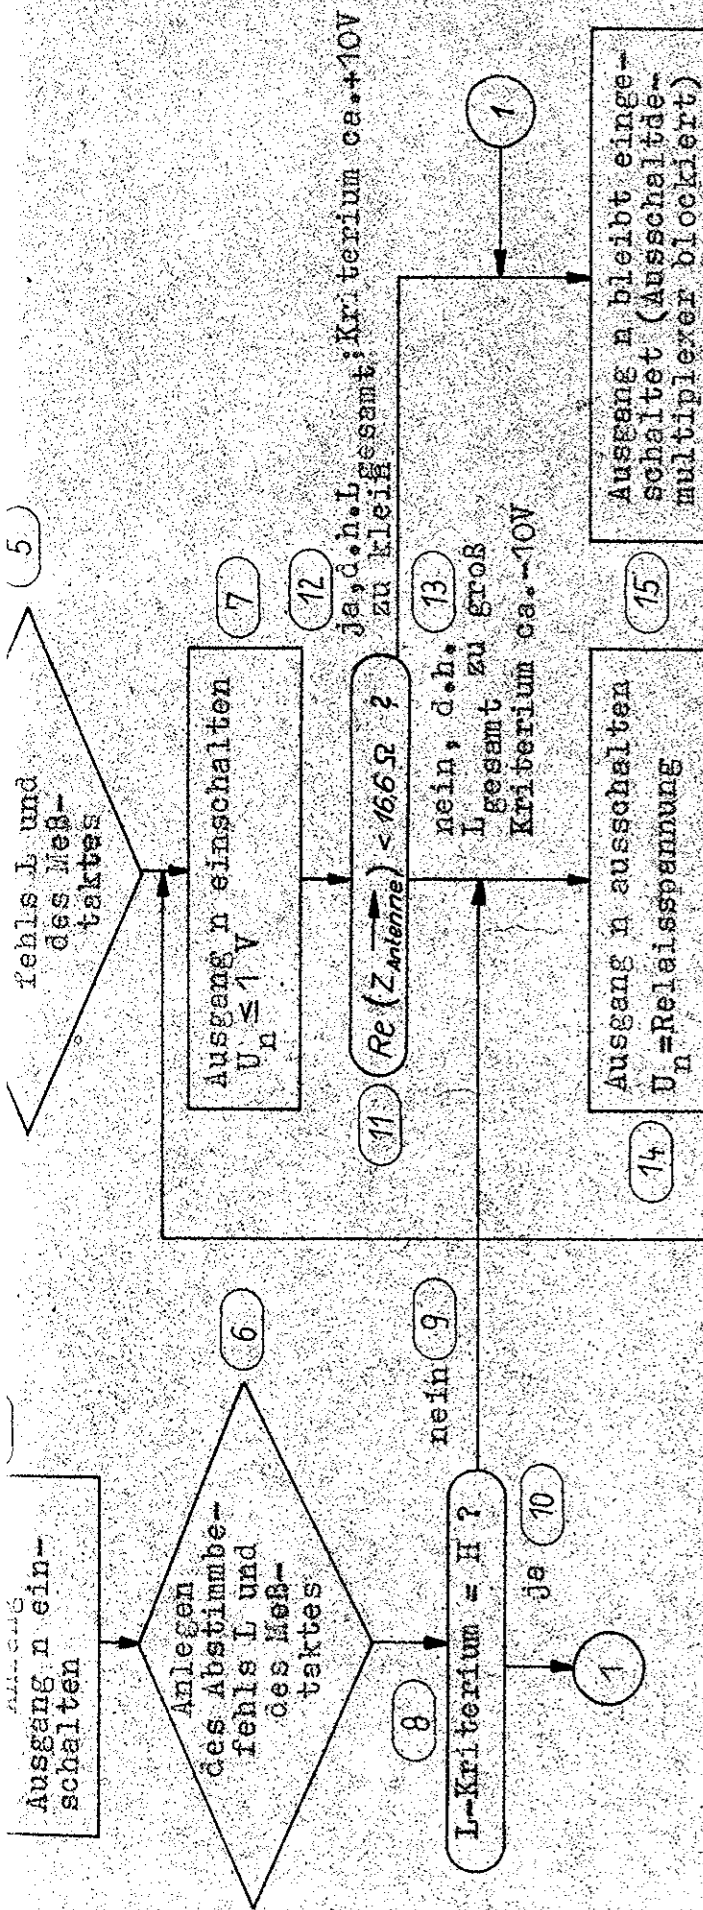 Ausgang n ein-
schalten
Anlegen
des Abstimmbe-
fehls L und
des Meß-
taktes
6
8
L-Kriterium = H ?
nein
9
ja
10
1
fehls L und
des Meß-
taktes
5
Ausgang n einschalten
Un ≤ 1 V
7
11
Re (Z Antenne) < 16,6 Ω ?
12
ja,d.h.L gesamt;Kriterium ca.+10V
zu klein
13
nein, d.h.
L gesamt zu groß
Kriterium ca.-10V
14
Ausgang n ausschalten
Un=Relaisspannung
1
15
Ausgang n bleibt einge-
schaltet (Ausschaltde-
multiplexer blockiert)